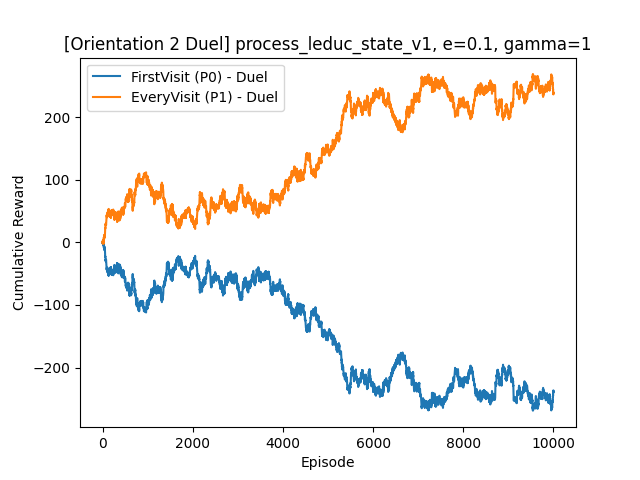 [Orientation 2 Duel] process_leduc_state_v1, e=0.1, gamma=1
FirstVisit (P0) - Duel
EveryVisit (P1) - Duel
Cumulative Reward
200
100
0
−100
−200
0 2000 4000 6000 8000 10000
Episode